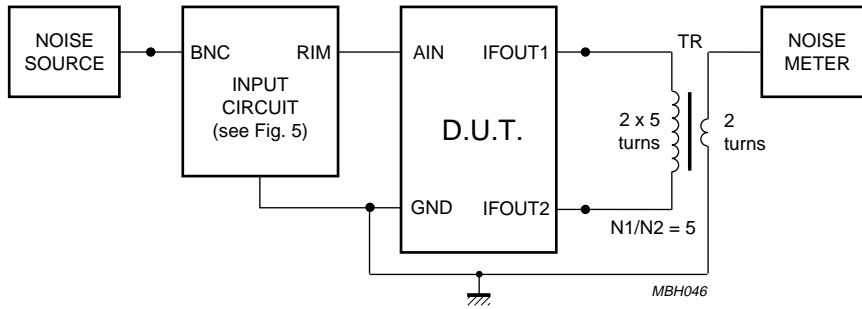 NOISE
SOURCE
BNC
RIM
INPUT
CIRCUIT
(see Fig. 5)
AIN
IFOUT1
D.U.T.
GND
IFOUT2
TR
2 x 5
turns
2
turns
N1/N2 = 5
NOISE
METER
MBH046